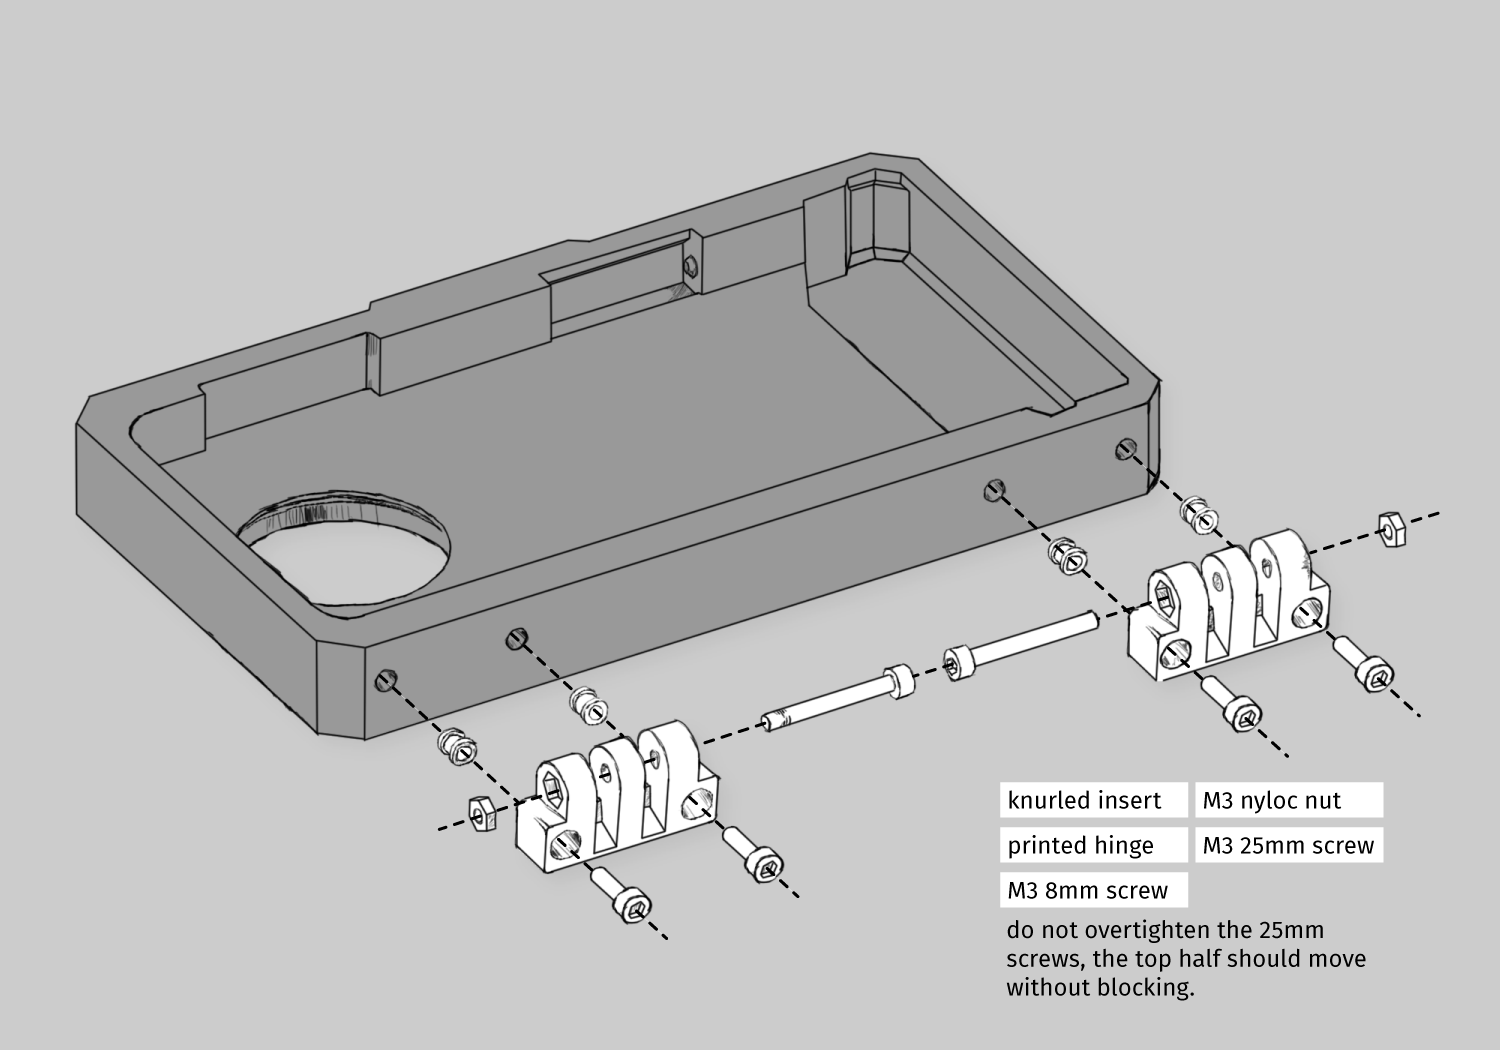 knurled insert
M3 nyloc nut
printed hinge
M3 25mm screw
M3 8mm screw
do not overtighten the 25mm
screws, the top half should move
without blocking.